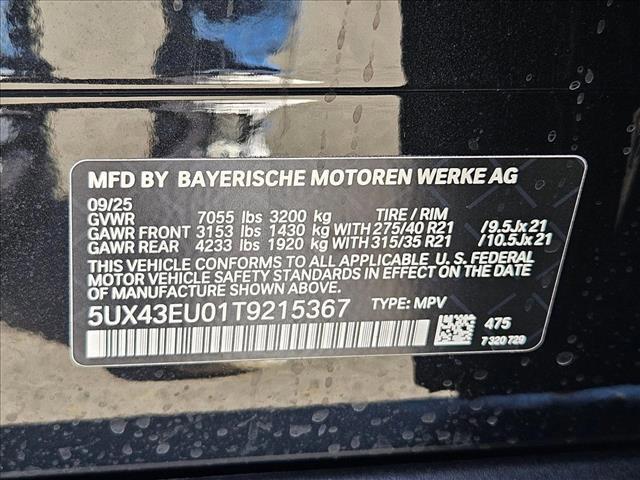 MFD BY BAYERISCHE MOTOREN WERKE AG
09/25
GVWR 7055 lbs 3200 kg TIRE / RIM
GAWR FRONT 3153 lbs 1430 kg WITH 275/40 R21 /9.5Jx21
GAWR REAR 4233 lbs 1920 kg WITH 315/35 R21 /10.5Jx21
THIS VEHICLE CONFORMS TO ALL APPLICABLE U.S. FEDERAL
MOTOR VEHICLE SAFETY STANDARDS IN EFFECT ON THE DATE
OF MANUFACTURE SHOWN ABOVE.
5UX43EU01T9215367 TYPE: MPV
475
7 320 729